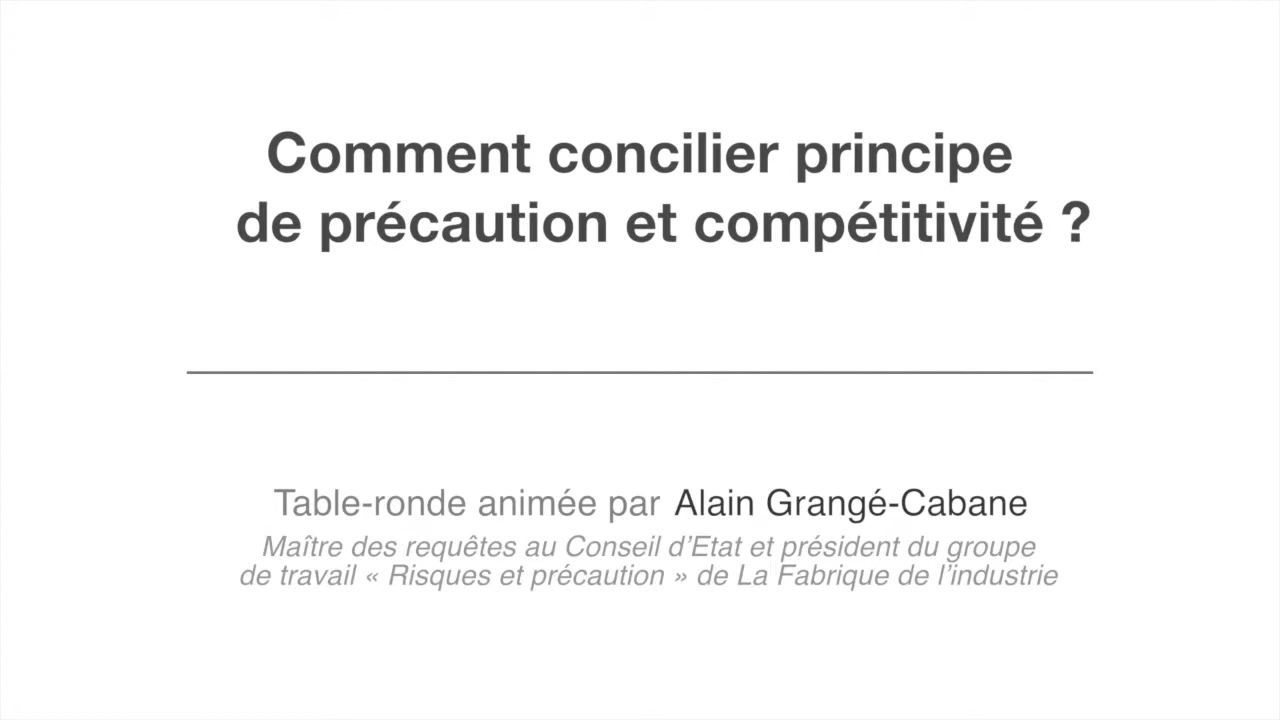 Comment concilier principe
de précaution et compétitivité ?
Table-ronde animée par Alain Grangé-Cabane
Maître des requêtes au Conseil d'Etat et président du groupe
de travail « Risques et précaution » de La Fabrique de l'industrie